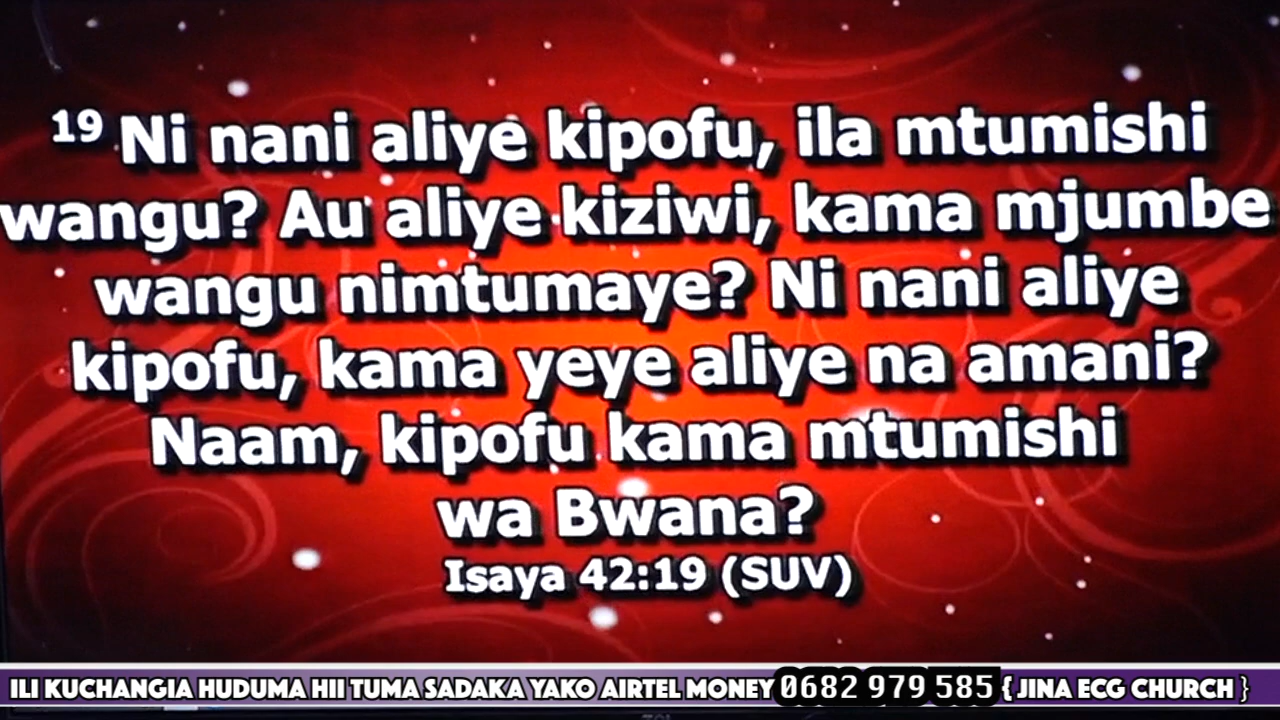 19 Ni nani aliye kipofu, ila mtumishi
wangu? Au aliye kiziwi, kama mjumbe
wangu nimtumaye? Ni nani aliye
kipofu, kama yeye aliye na amani?
Naam, kipofu kama mtumishi
wa Bwana?
Isaya 42:19 (SUV)
ILI KUCHANGIA HUDUMA HII TUMA SADAKA YAKO AIRTEL MONEY 0682 979 585 { JINA ECG CHURCH }